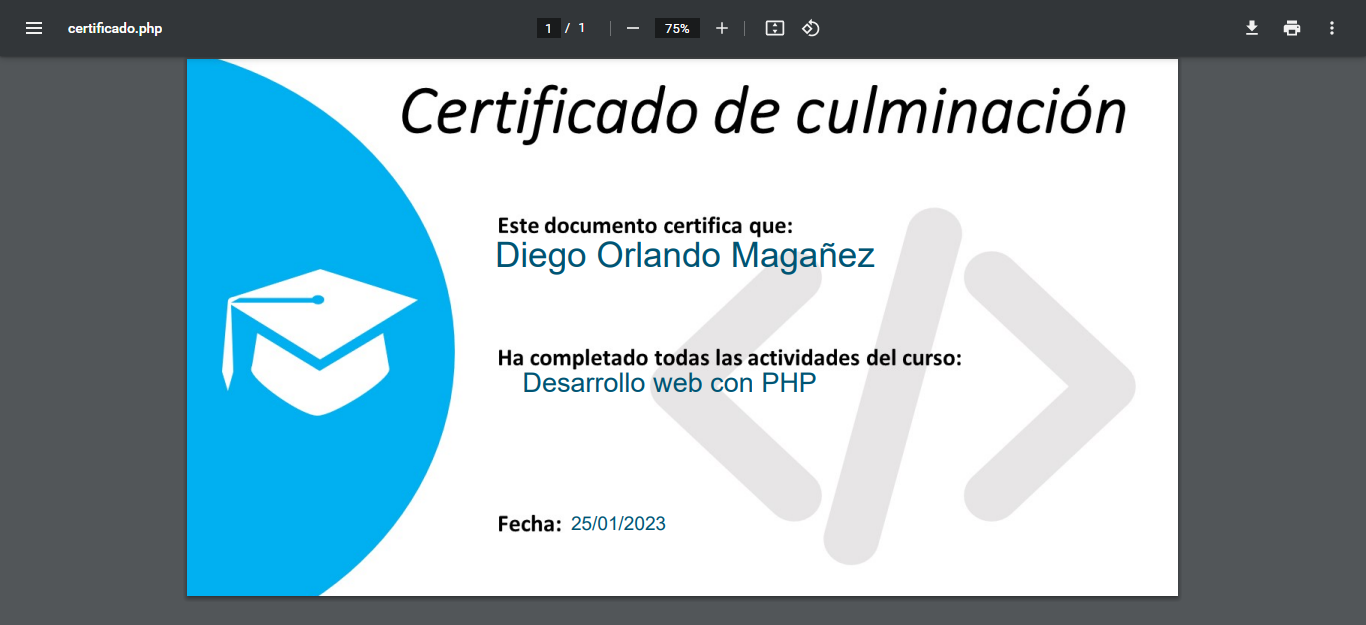 certificado.php
1 / 1
75%
Certificado de culminación
Este documento certifica que:
Diego Orlando Magañez
Ha completado todas las actividades del curso:
Desarrollo web con PHP
Fecha: 25/01/2023